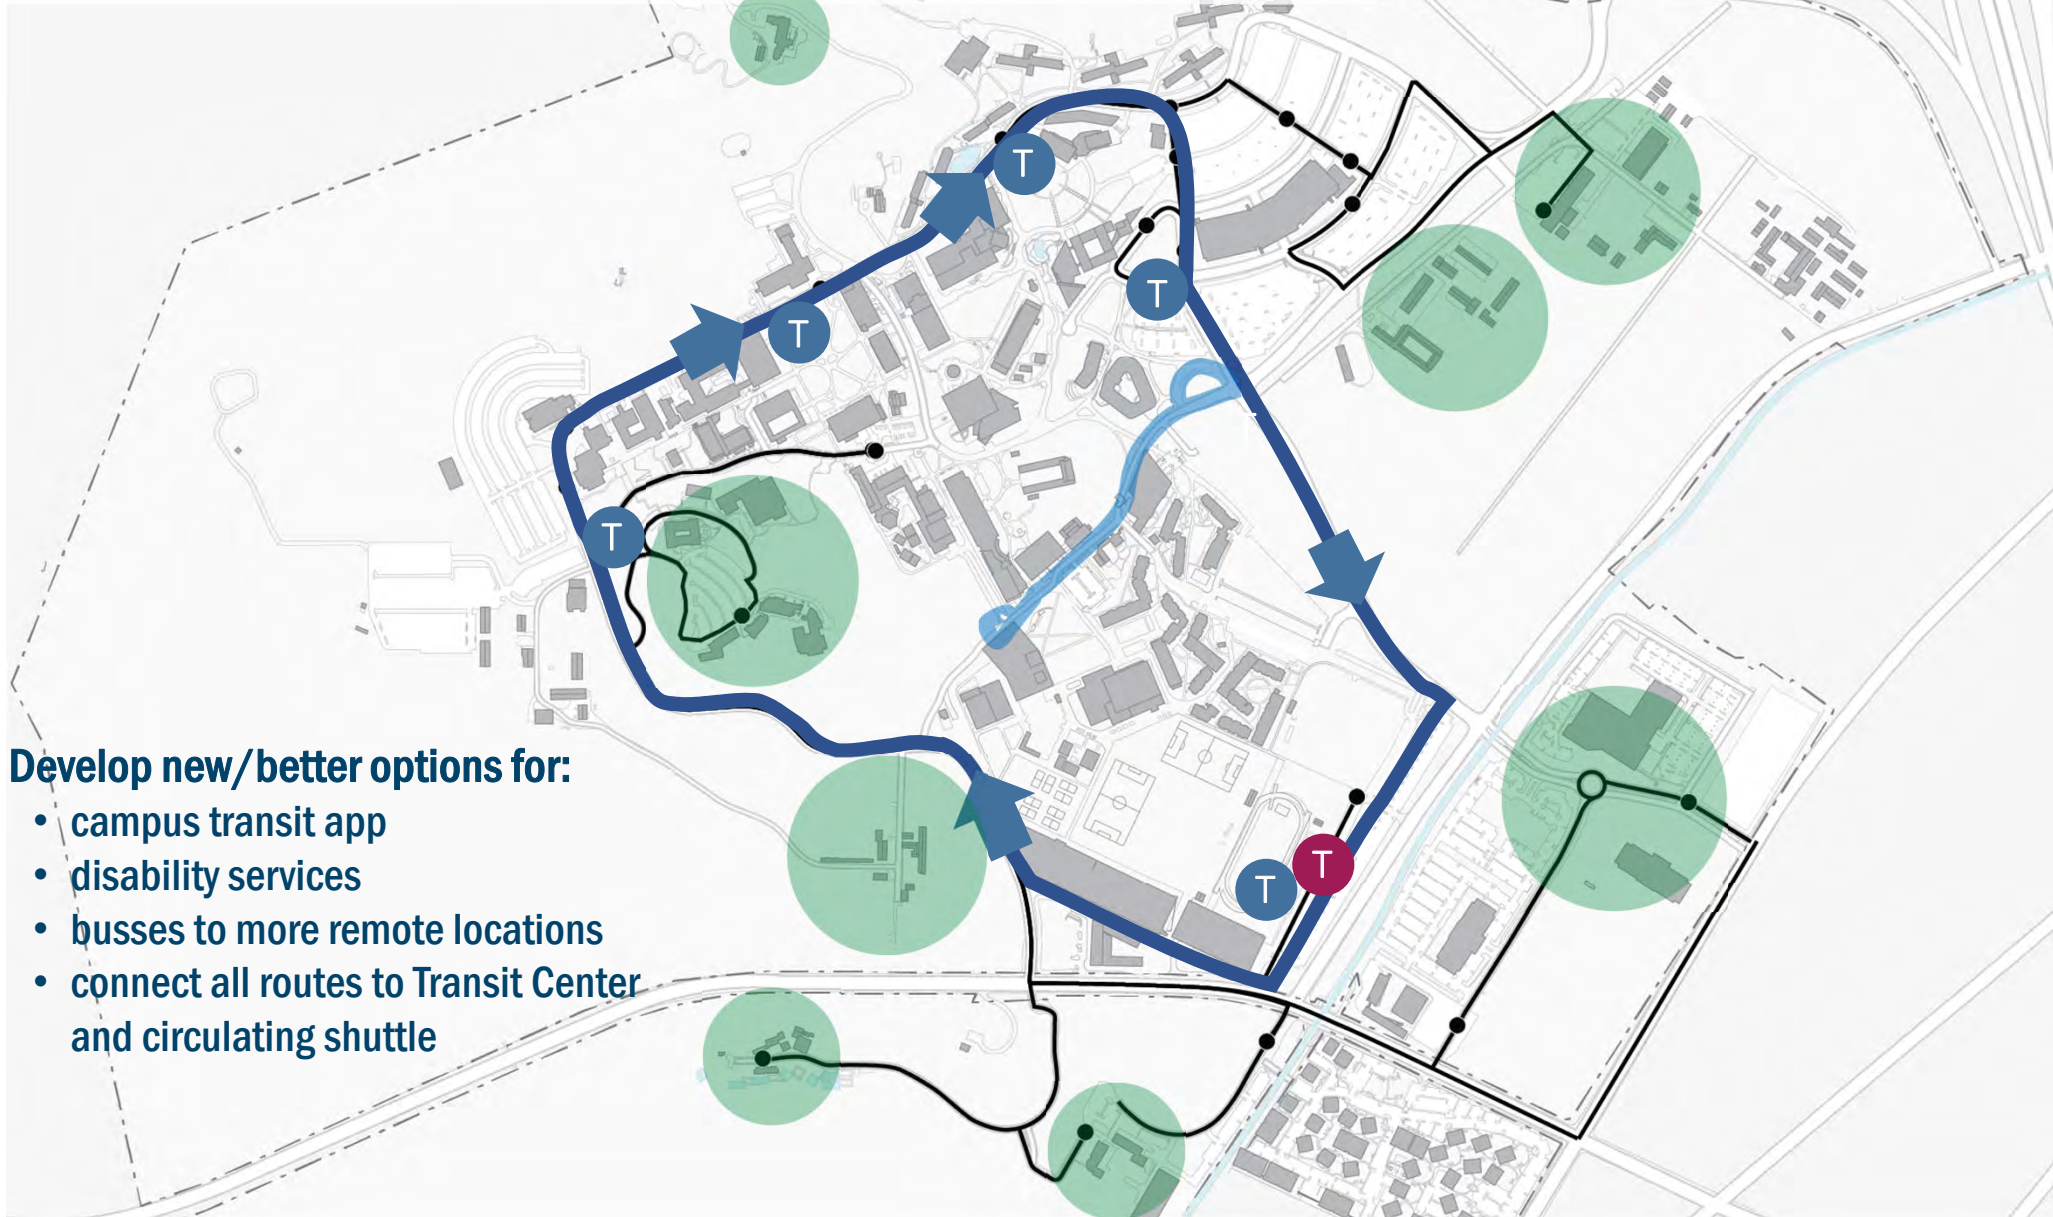 T
T
T
T
T
T
T
Develop new/better options for:
• campus transit app
• disability services
• busses to more remote locations
• connect all routes to Transit Center
and circulating shuttle